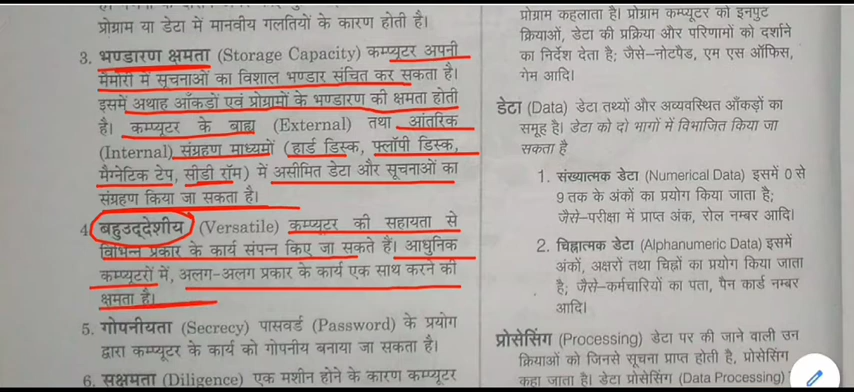 प्रोग्राम या डेटा में मानवीय गलतियों के कारण होती है।
3. भण्डारण क्षमता (Storage Capacity) कम्प्यूटर अपनी
मैमोरी में सूचनाओं का विशाल भण्डार संचित कर सकता है।
इसमें अथाह आँकड़ों एवं प्रोग्रामों के भण्डारण की क्षमता होती
है। कम्प्यूटर के बाह्य (External) तथा आंतरिक
(Internal) संग्रहण माध्यमों (हार्ड डिस्क, फ्लॉपी डिस्क,
मैग्नेटिक टेप, सीडी रॉम) में असीमित डेटा और सूचनाओं का
संग्रहण किया जा सकता है।
4. बहुउद्देशीय (Versatile) कम्प्यूटर की सहायता से
विभिन्न प्रकार के कार्य संपन्न किए जा सकते हैं। आधुनिक
कम्प्यूटरों में, अलग-अलग प्रकार के कार्य एक साथ करने की
क्षमता है।
5. गोपनीयता (Secrecy) पासवर्ड (Password) के प्रयोग
द्वारा कम्प्यूटर के कार्य को गोपनीय बनाया जा सकता है।
6. सक्षमता (Diligence) एक मशीन होने के कारण कम्प्यूटर
प्रोग्राम कहलाता है। प्रोग्राम कम्प्यूटर को इनपुट
क्रियाओं, डेटा की प्रक्रिया और परिणामों को दर्शाने
का निर्देश देता है; जैसे–नोटपैड, एम एस ऑफिस,
गेम आदि।
डेटा (Data) डेटा तथ्यों और अव्यवस्थित आँकड़ों का
समूह है। डेटा को दो भागों में विभाजित किया जा
सकता है
1. संख्यात्मक डेटा (Numerical Data) इसमें 0 से
9 तक के अंकों का प्रयोग किया जाता है;
जैसे–परीक्षा में प्राप्त अंक, रोल नम्बर आदि।
2. चिह्नात्मक डेटा (Alphanumeric Data) इसमें
अंकों, अक्षरों तथा चिह्नों का प्रयोग किया जाता
है; जैसे–कर्मचारियों का पता, पैन कार्ड नम्बर
आदि।
प्रोसेसिंग (Processing) डेटा पर की जाने वाली उन
क्रियाओं को जिनसे सूचना प्राप्त होती है, प्रोसेसिंग
कहा जाता है। डेटा प्रोसेसिंग (Data Processing)